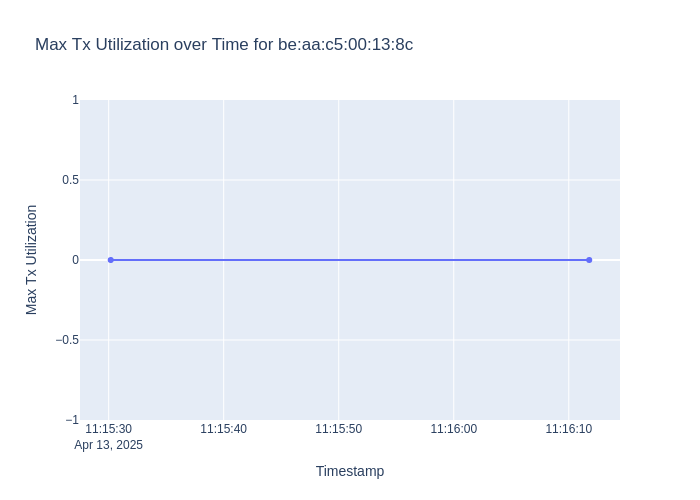 Max Tx Utilization over Time for be:aa:c5:00:13:8c
Max Tx Utilization
1
0.5
0
−0.5
−1
11:15:30 11:15:40 11:15:50 11:16:00 11:16:10
Apr 13, 2025
Timestamp